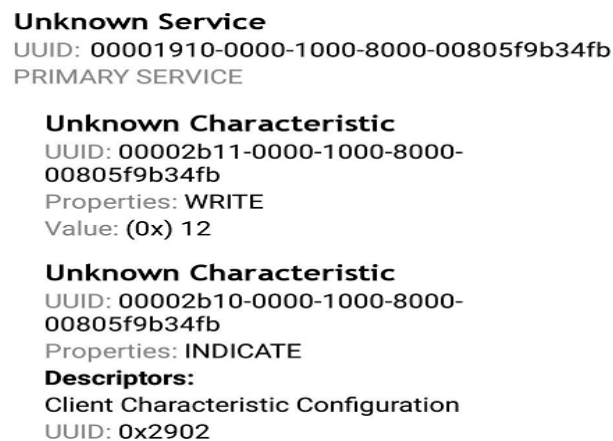 Unknown Service
UUID: 00001910-0000-1000-8000-00805f9b34fb
PRIMARY SERVICE
Unknown Characteristic
UUID: 00002b11-0000-1000-8000-
00805f9b34fb
Properties: WRITE
Value: (0x) 12
Unknown Characteristic
UUID: 00002b10-0000-1000-8000-
00805f9b34fb
Properties: INDICATE
Descriptors:
Client Characteristic Configuration
UUID: 0x2902